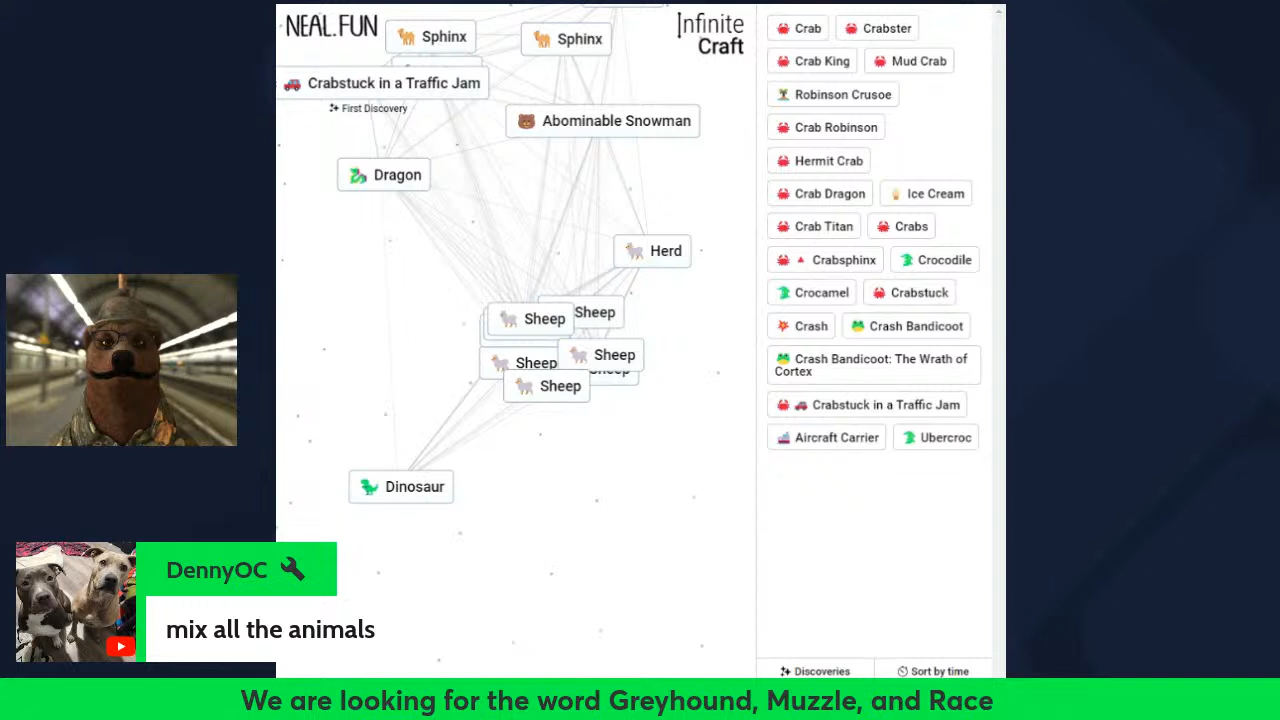 NEAL.FUN
Infinite
Craft
Sphinx
Sphinx
Crabstuck in a Traffic Jam
First Discovery
Abominable Snowman
Dragon
Herd
Sheep
Sheep
Sheep
Sheep
Sheep
Sheep
Dinosaur
Crab
Crabster
Crab King
Mud Crab
Robinson Crusoe
Crab Robinson
Hermit Crab
Crab Dragon
Ice Cream
Crab Titan
Crabs
Crabsphinx
Crocodile
Crocamel
Crabstuck
Crash
Crash Bandicoot
Crash Bandicoot: The Wrath of
Cortex
Crabstuck in a Traffic Jam
Aircraft Carrier
Ubercroc
Discoveries
Sort by time
DennyOC
mix all the animals
We are looking for the word Greyhound, Muzzle, and Race